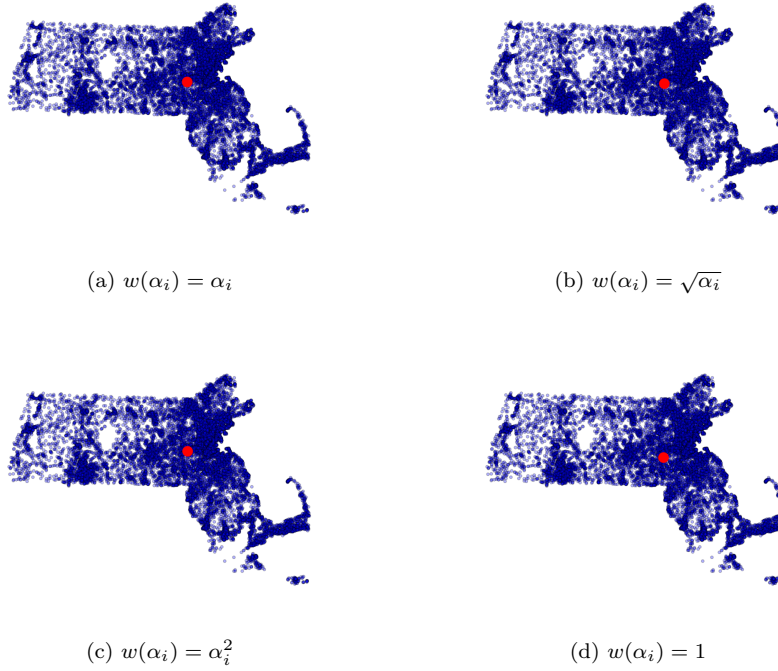 (a) w(αᵢ) = αᵢ
(b) w(αᵢ) = √αᵢ
(c) w(αᵢ) = αᵢ²
(d) w(αᵢ) = 1